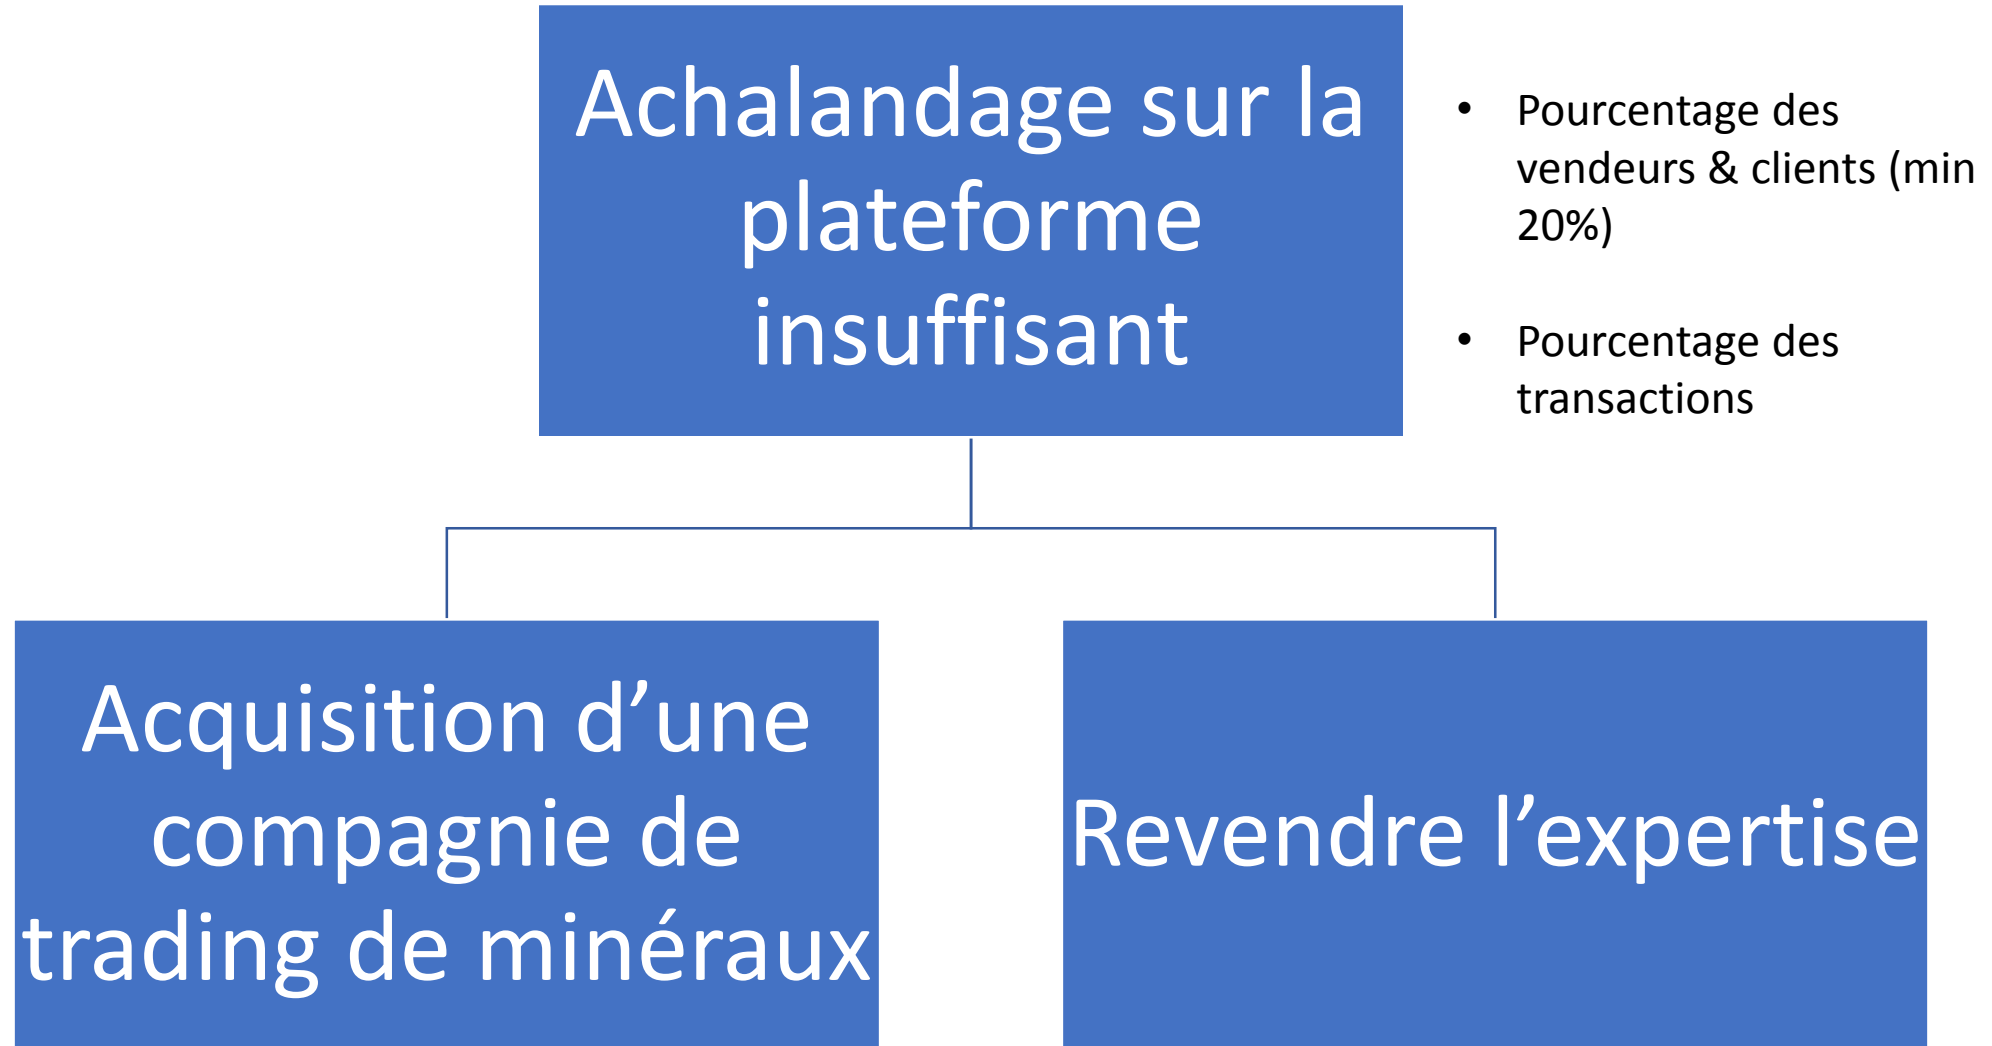 Achalandage sur la
plateforme
insuffisant
• Pourcentage des
vendeurs & clients (min
20%)
• Pourcentage des
transactions
Acquisition d’une
compagnie de
trading de minéraux
Revendre l’expertise